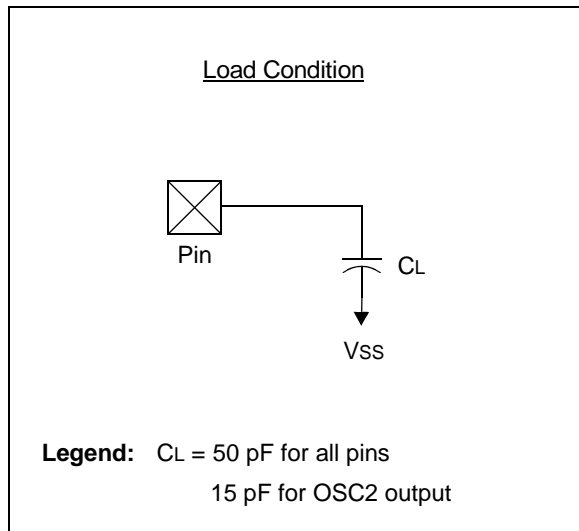 Load Condition
Pin
CL
VSS
Legend: CL = 50 pF for all pins
15 pF for OSC2 output